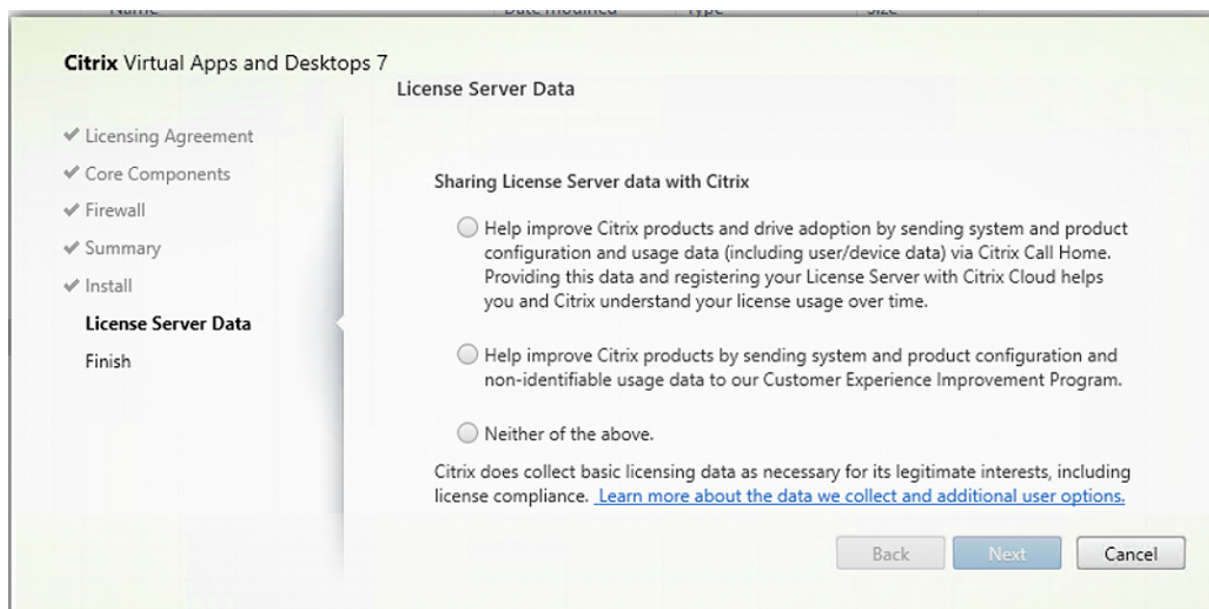 Name Date modified Type Size
Citrix Virtual Apps and Desktops 7
License Server Data
✔ Licensing Agreement
✔ Core Components
✔ Firewall
✔ Summary
✔ Install
License Server Data
Finish
Sharing License Server data with Citrix
Help improve Citrix products and drive adoption by sending system and product
configuration and usage data (including user/device data) via Citrix Call Home.
Providing this data and registering your License Server with Citrix Cloud helps
you and Citrix understand your license usage over time.
Help improve Citrix products by sending system and product configuration and
non-identifiable usage data to our Customer Experience Improvement Program.
Neither of the above.
Citrix does collect basic licensing data as necessary for its legitimate interests, including
license compliance. Learn more about the data we collect and additional user options.
Back Next Cancel